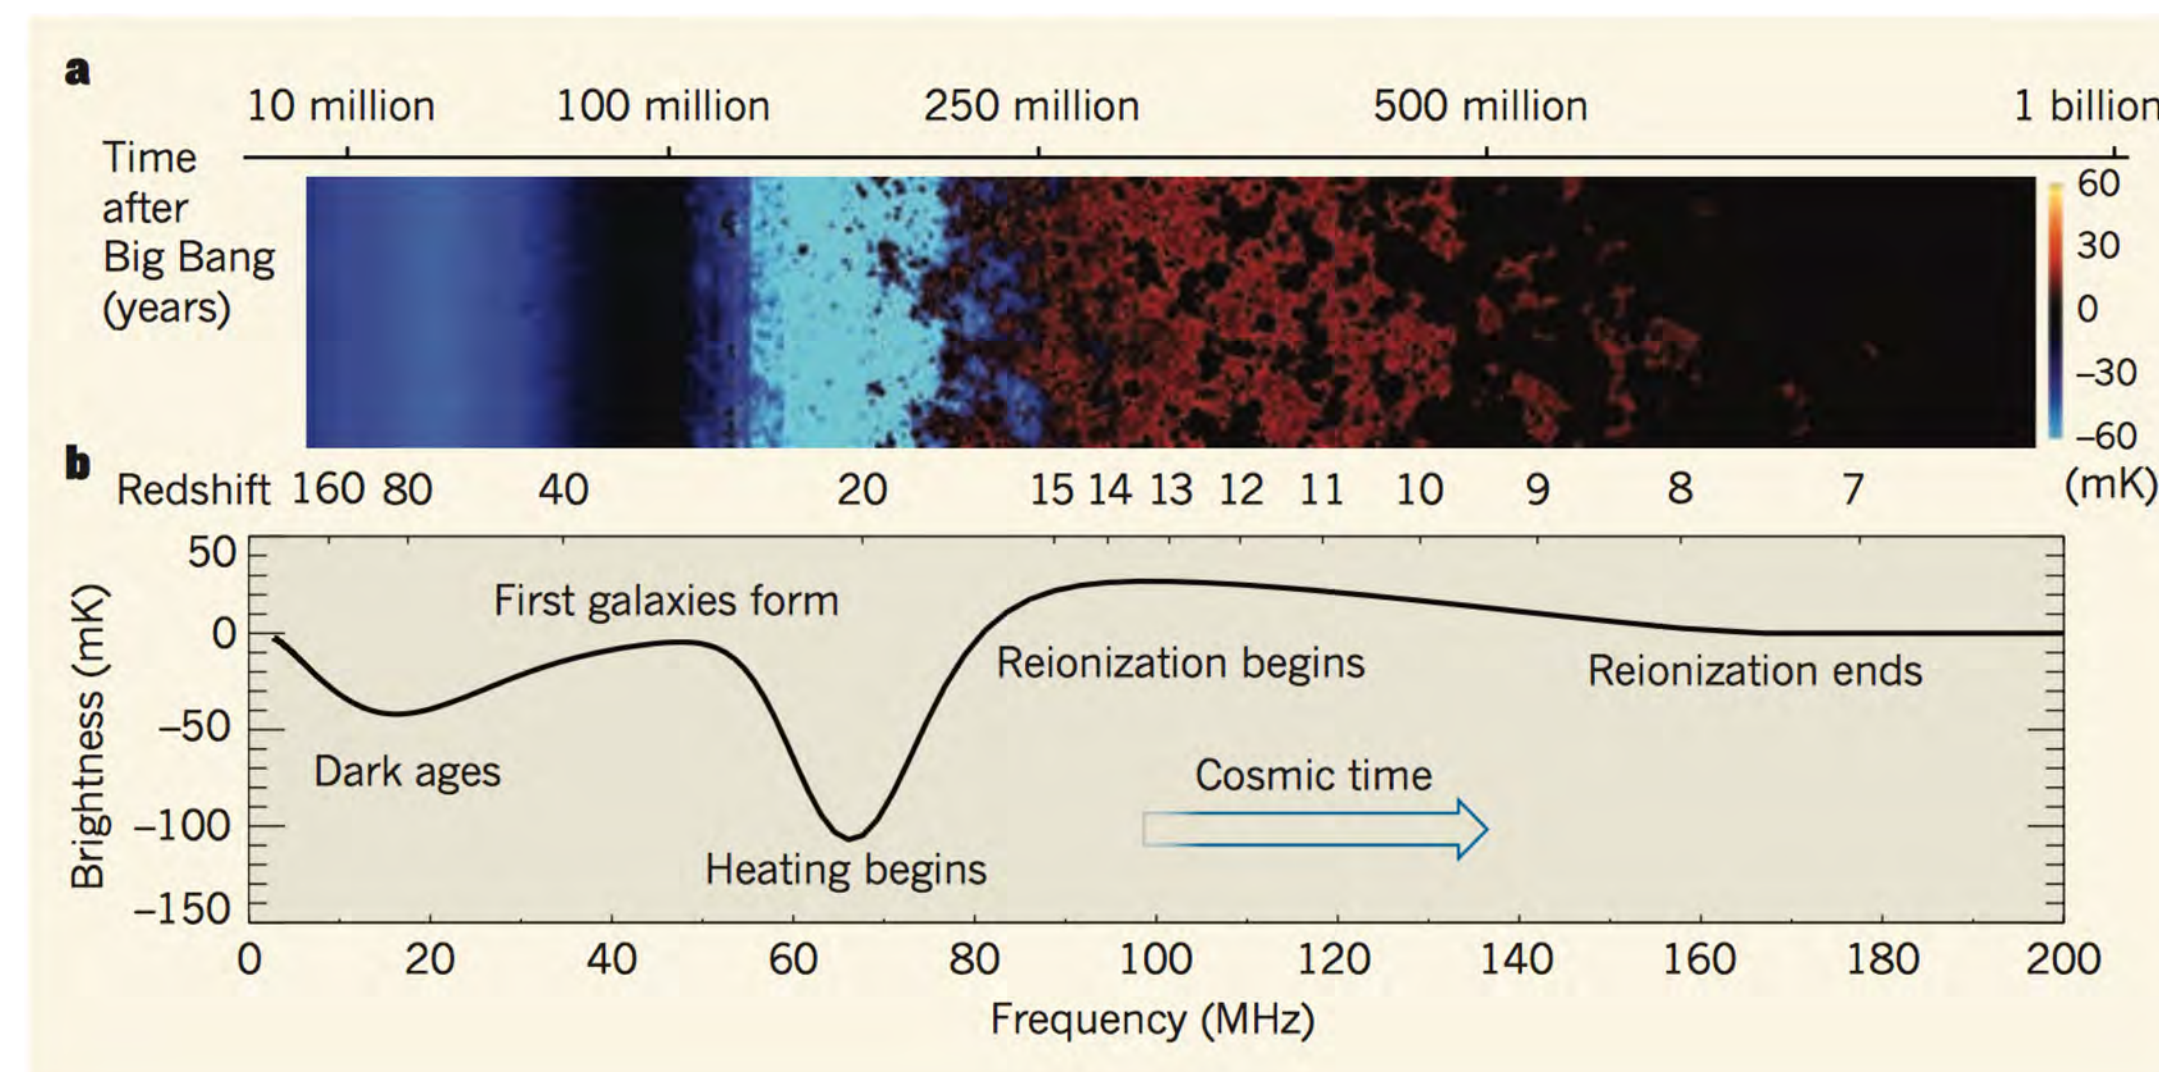 a
10 million 100 million 250 million 500 million 1 billion
Time
after
Big Bang
(years)
60
30
0
–30
–60
(mK)
b
Redshift 160 80 40 20 15 14 13 12 11 10 9 8 7
Brightness (mK)
50
0
–50
–100
–150
First galaxies form
Reionization begins
Reionization ends
Dark ages
Cosmic time
Heating begins
0 20 40 60 80 100 120 140 160 180 200
Frequency (MHz)